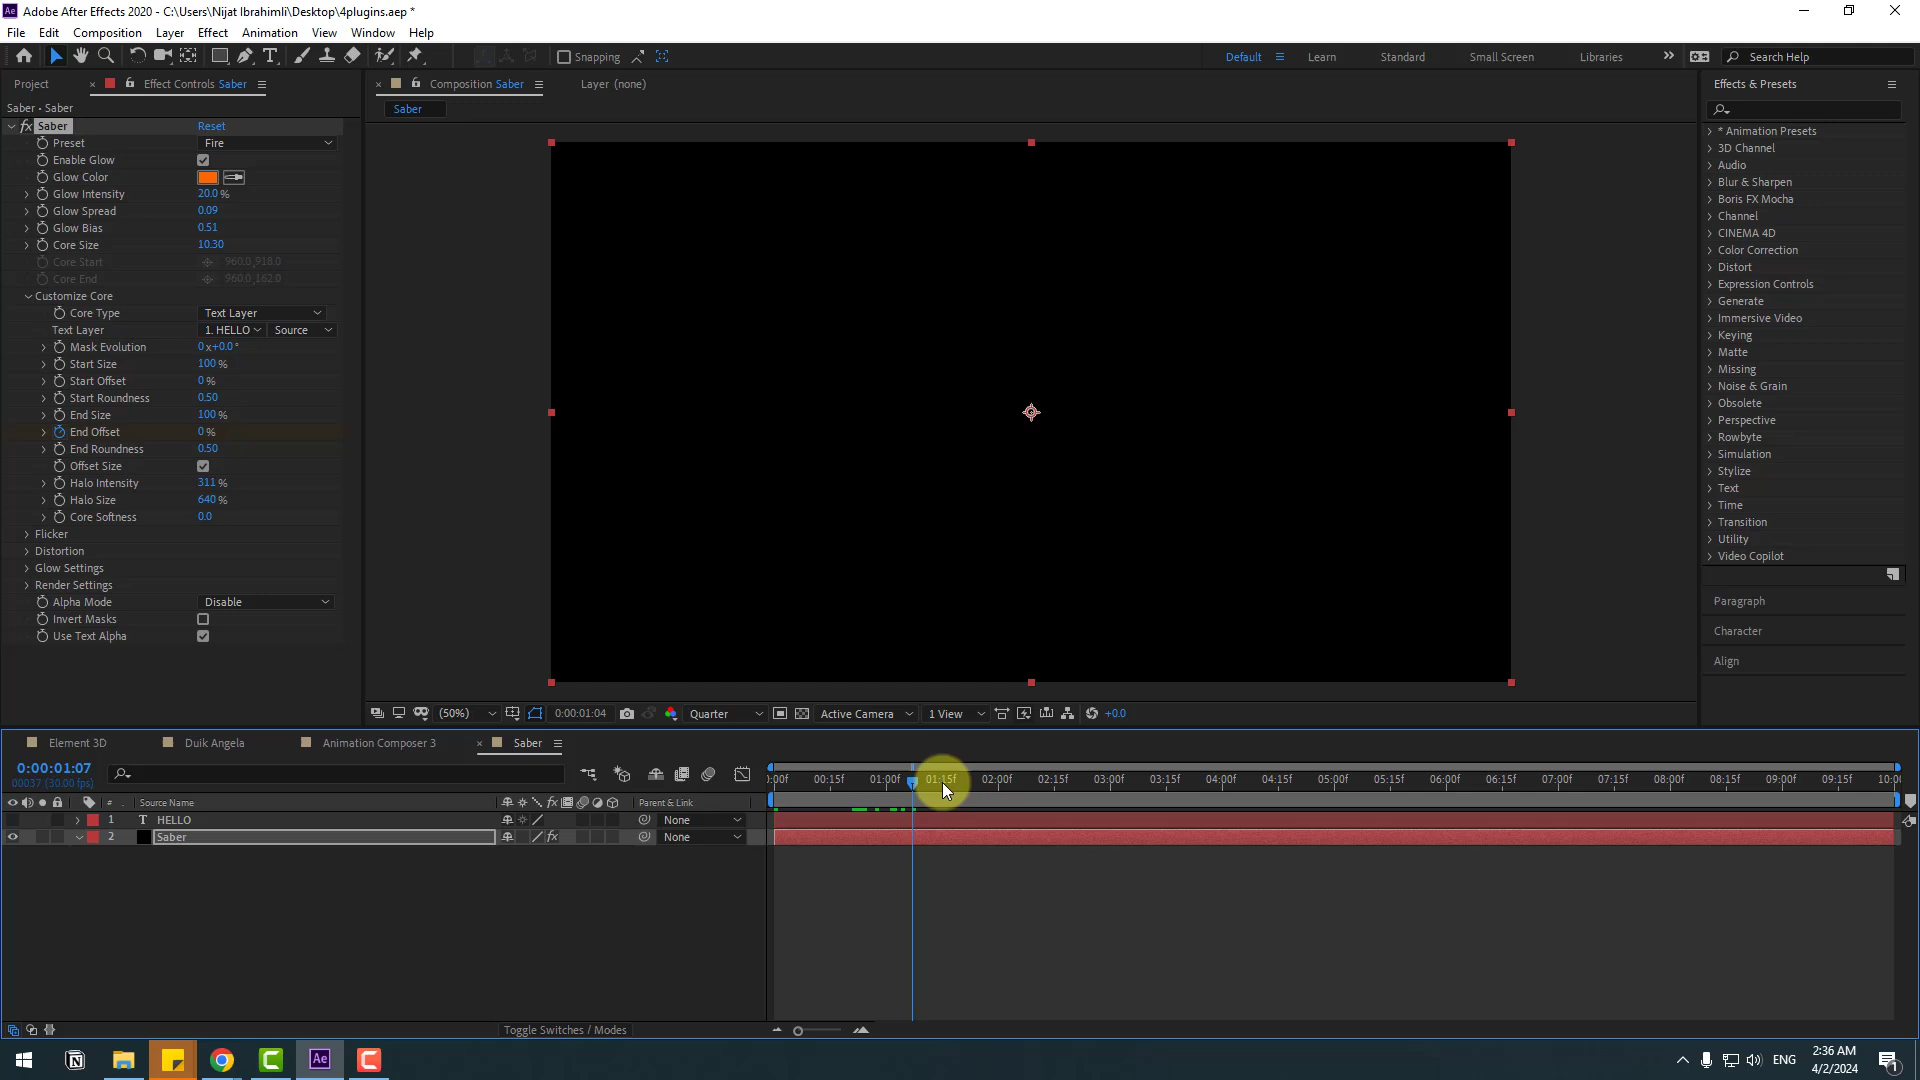 Adobe After Effects 2020 - C:\Users\Nijat Ibrahimli\Desktop\4plugins.aep *
File Edit Composition Layer Effect Animation View Window Help
Snapping Default Learn Standard Small Screen Libraries Search Help
Project Effect Controls Saber Composition Saber Layer (none) Effects & Presets
Saber • Saber
Saber
fx Saber Reset
Preset Fire
Enable Glow
Glow Color
Glow Intensity 20.0 %
Glow Spread 0.09
Glow Bias 0.51
Core Size 10.30
Core Start 960.0,918.0
Core End 960.0,162.0
Customize Core
Core Type Text Layer
Text Layer 1. HELLO Source
Mask Evolution 0x+0.0°
Start Size 100 %
Start Offset 0 %
Start Roundness 0.50
End Size 100 %
End Offset 0 %
End Roundness 0.50
Offset Size
Halo Intensity 311 %
Halo Size 640 %
Core Softness 0.0
Flicker
Distortion
Glow Settings
Render Settings
Alpha Mode Disable
Invert Masks
Use Text Alpha
* Animation Presets
3D Channel
Audio
Blur & Sharpen
Boris FX Mocha
Channel
CINEMA 4D
Color Correction
Distort
Expression Controls
Generate
Immersive Video
Keying
Matte
Missing
Noise & Grain
Obsolete
Perspective
Rowbyte
Simulation
Stylize
Text
Time
Transition
Utility
Video Copilot
Paragraph
Character
Align
(50%) 0:00:01:04 Quarter Active Camera 1 View +0.0
Element 3D Duik Angela Animation Composer 3 Saber
0:00:01:07
00037 (30.00 fps)
:00f 00:15f 01:00f 01:15f 02:00f 02:15f 03:00f 03:15f 04:00f 04:15f 05:00f 05:15f 06:00f 06:15f 07:00f 07:15f 08:00f 08:15f 09:00f 09:15f 10:0
# Source Name fx Parent & Link
1 T HELLO None
2 Saber fx None
Toggle Switches / Modes
Ae ENG 2:36 AM
4/2/2024
1